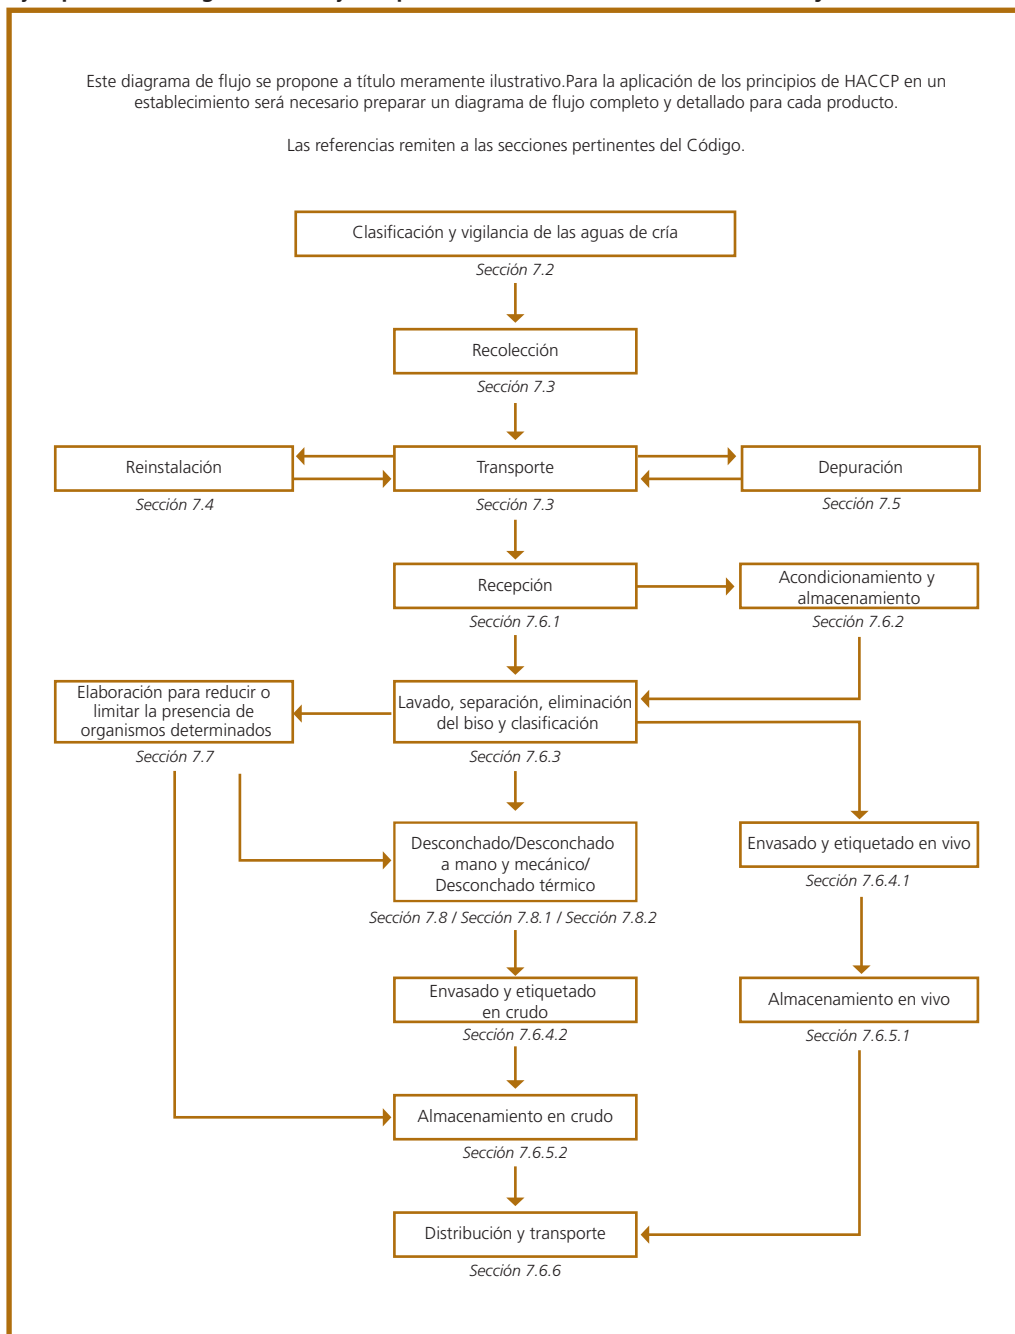 Este diagrama de flujo se propone a título meramente ilustrativo.Para la aplicación de los principios de HACCP en un
establecimiento será necesario preparar un diagrama de flujo completo y detallado para cada producto.
Las referencias remiten a las secciones pertinentes del Código.
Clasificación y vigilancia de las aguas de cría
Sección 7.2
Recolección
Sección 7.3
Reinstalación
Sección 7.4
Transporte
Sección 7.3
Depuración
Sección 7.5
Recepción
Sección 7.6.1
Acondicionamiento y
almacenamiento
Sección 7.6.2
Elaboración para reducir o
limitar la presencia de
organismos determinados
Sección 7.7
Lavado, separación, eliminación
del biso y clasificación
Sección 7.6.3
Desconchado/Desconchado
a mano y mecánico/
Desconchado térmico
Sección 7.8 / Sección 7.8.1 / Sección 7.8.2
Envasado y etiquetado en vivo
Sección 7.6.4.1
Envasado y etiquetado
en crudo
Sección 7.6.4.2
Almacenamiento en vivo
Sección 7.6.5.1
Almacenamiento en crudo
Sección 7.6.5.2
Distribución y transporte
Sección 7.6.6